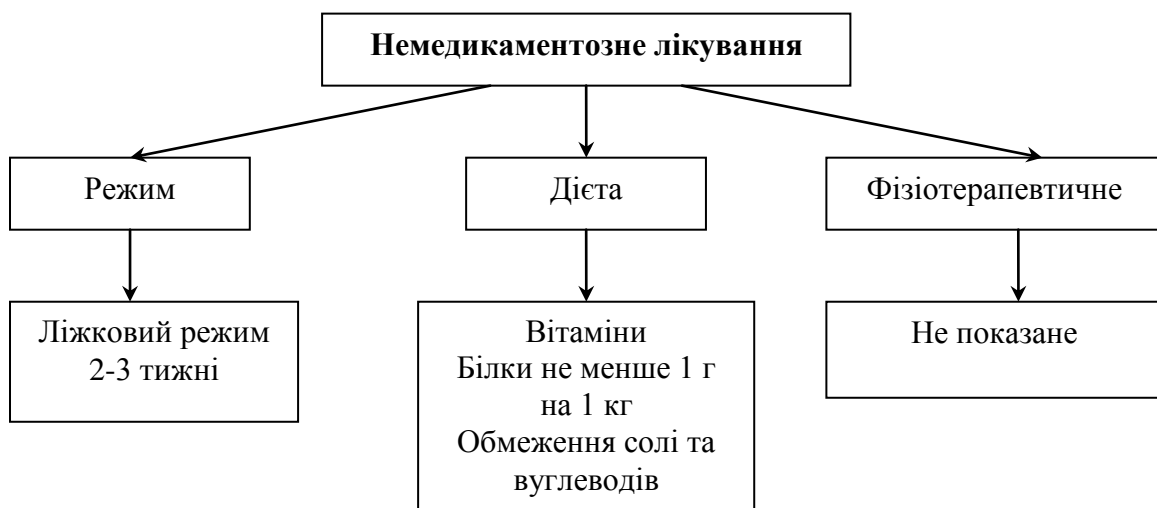 Немедикаментозне лікування
Режим
Дієта
Фізіотерапевтичне
Ліжковий режим
2-3 тижні
Вітаміни
Білки не менше 1 г
на 1 кг
Обмеження солі та
вуглеводів
Не показане